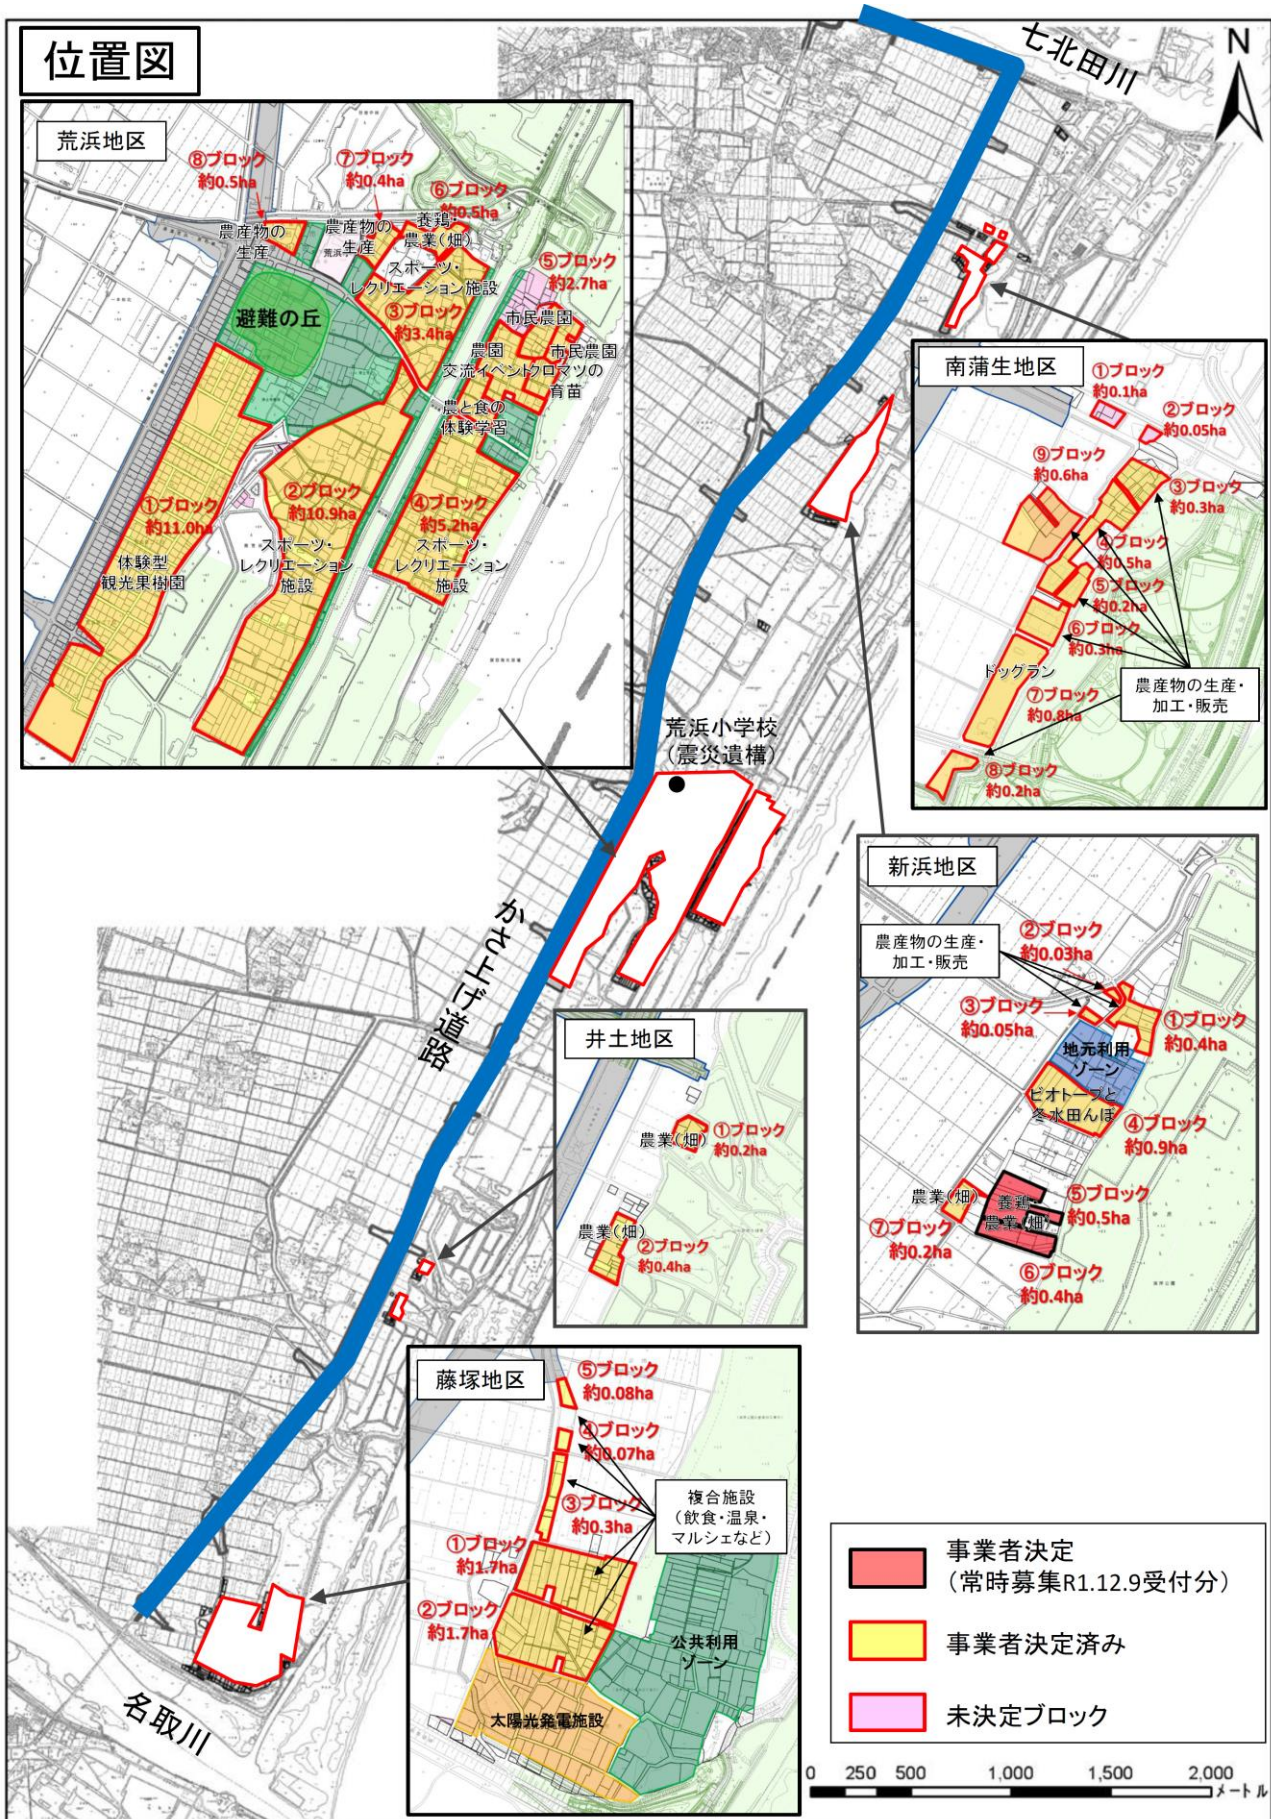 位置図
七北田川
N
荒浜地区
⑧ブロック
約0.5ha
⑦ブロック
約0.4ha
⑥ブロック
約0.5ha
農産物の
生産
農産物の
生産
養鶏・
農業(畑)
スポーツ・
レクリエーション施設
⑤ブロック
約2.7ha
避難の丘
③ブロック
約3.4ha
市民農園
農園
交流イベント
市民農園
クロマツの
育苗
農と食の
体験学習
①ブロック
約11.0ha
体験型
観光果樹園
②ブロック
約10.9ha
スポーツ・
レクリエーション
施設
④ブロック
約5.2ha
スポーツ・
レクリエーション
施設
南蒲生地区
①ブロック
約0.1ha
②ブロック
約0.05ha
⑨ブロック
約0.6ha
③ブロック
約0.3ha
④ブロック
約0.5ha
⑤ブロック
約0.2ha
⑥ブロック
約0.3ha
ドッグラン
農産物の生産・
加工・販売
⑦ブロック
約0.8ha
⑧ブロック
約0.2ha
荒浜小学校
(震災遺構)
かさ上げ道路
新浜地区
農産物の生産・
加工・販売
②ブロック
約0.03ha
③ブロック
約0.05ha
①ブロック
約0.4ha
地元利用
ゾーン
ビオトープと
冬水田んぼ
④ブロック
約0.9ha
農業(畑)
養鶏・
農業(畑)
⑤ブロック
約0.5ha
⑦ブロック
約0.2ha
⑥ブロック
約0.4ha
井土地区
農業(畑)
①ブロック
約0.2ha
農業(畑)
②ブロック
約0.4ha
藤塚地区
⑤ブロック
約0.08ha
④ブロック
約0.07ha
③ブロック
約0.3ha
複合施設
(飲食・温泉・
マルシェなど)
①ブロック
約1.7ha
②ブロック
約1.7ha
公共利用
ゾーン
太陽光発電施設
名取川
事業者決定
(常時募集R1.12.9受付分)
事業者決定済み
未決定ブロック
0 250 500 1,000 1,500 2,000
メートル